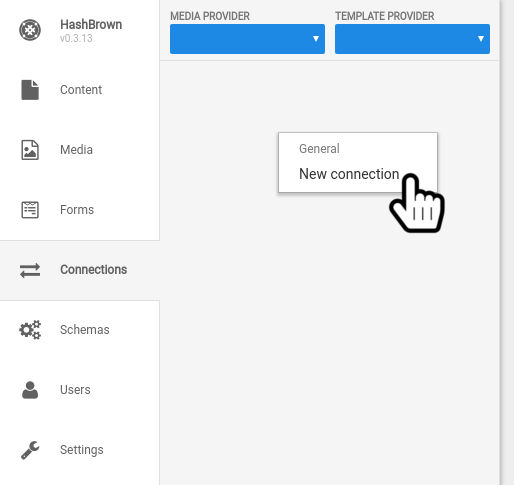 HashBrown
v0.3.13
MEDIA PROVIDER
TEMPLATE PROVIDER
Content
Media
Forms
Connections
Schemas
Users
Settings
General
New connection